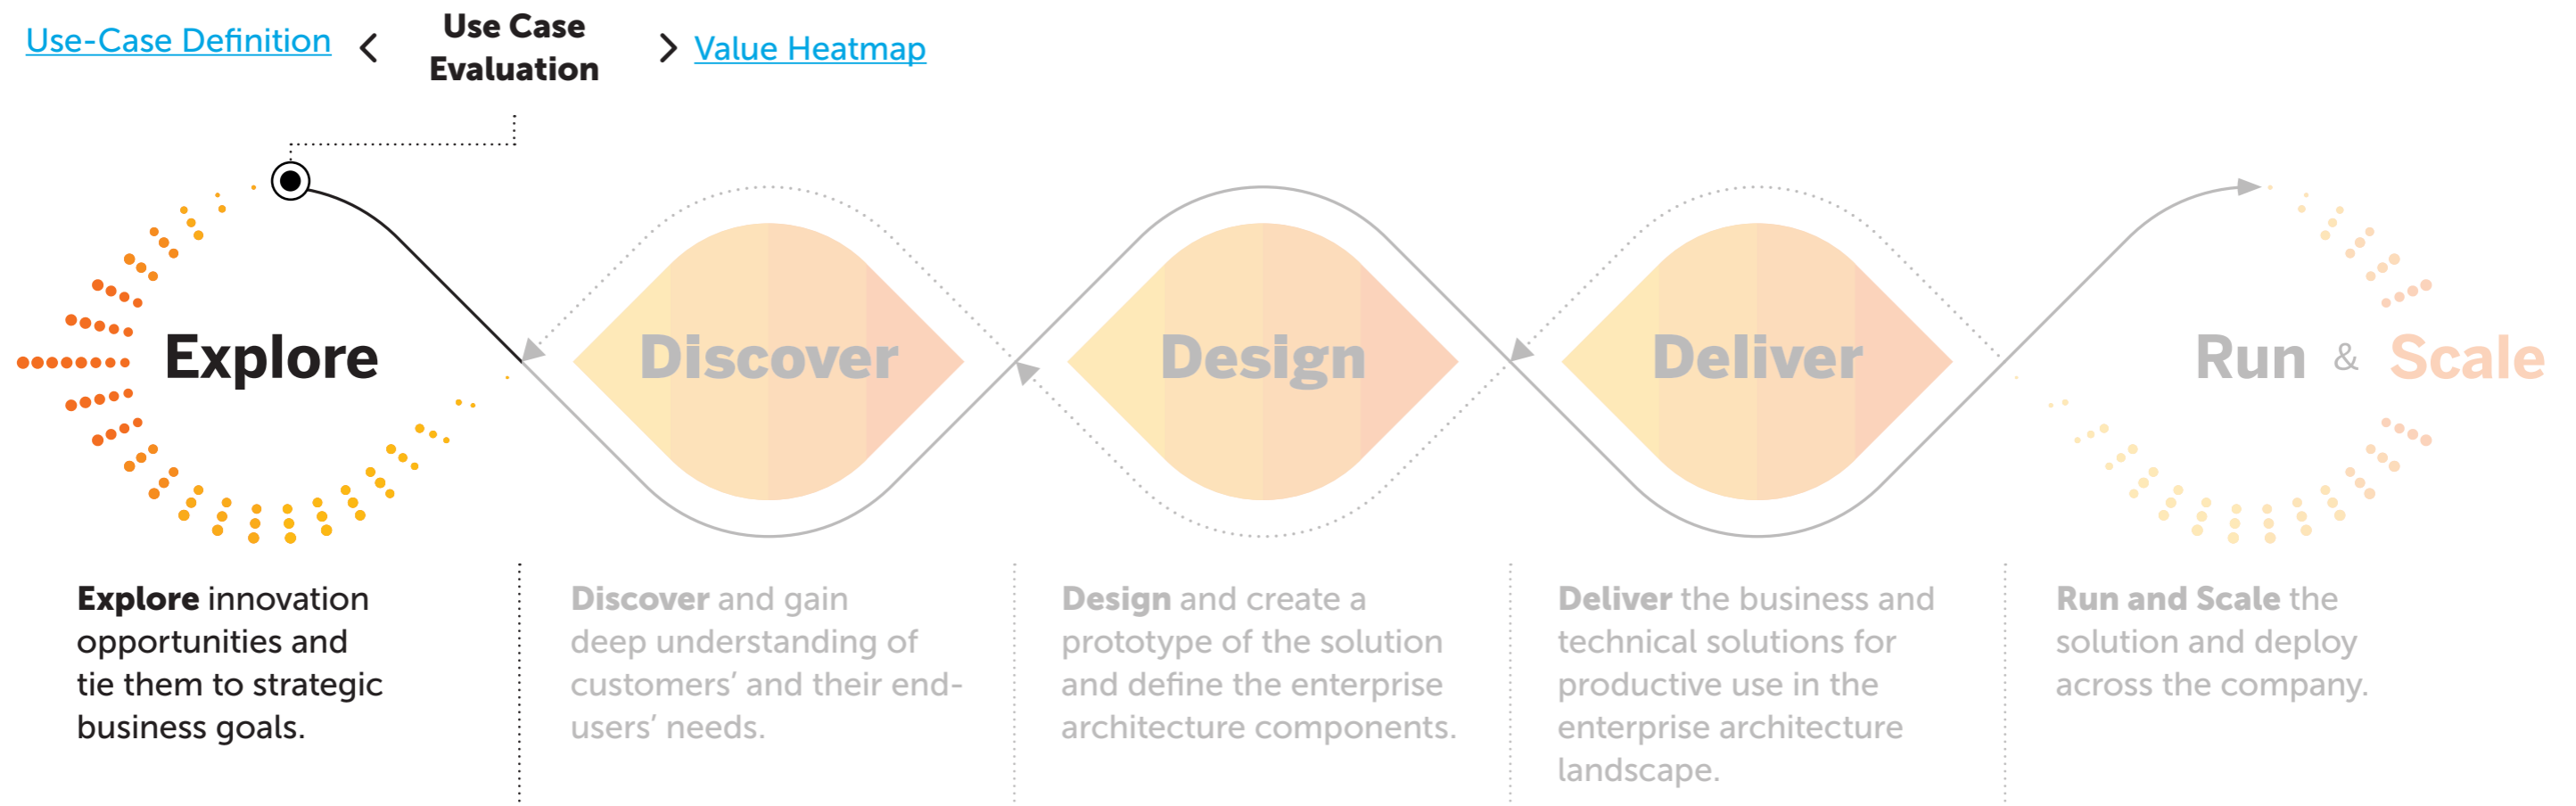 Use-Case Definition
<
Use Case
Evaluation
>
Value Heatmap
Explore
Discover
Design
Deliver
Run & Scale
Explore innovation
opportunities and
tie them to strategic
business goals.
Discover and gain
deep understanding of
customers’ and their end-
users’ needs.
Design and create a
prototype of the solution
and define the enterprise
architecture components.
Deliver the business and
technical solutions for
productive use in the
enterprise architecture
landscape.
Run and Scale the
solution and deploy
across the company.